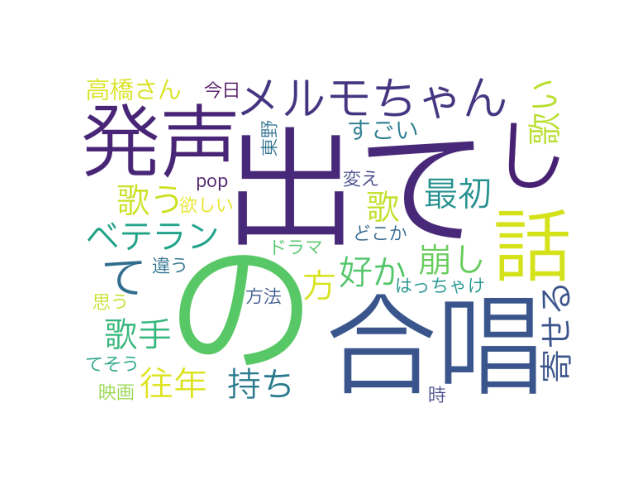 高橋さん
今日
メルモちゃん
発声
東野
すごい
歌い
出て
し
pop
変え
最初
歌う
欲しい
歌
どこか
話
ベテラン
ドラマ
崩し
て
違う
の
方
好か
はっちゃけ
思う
方法
合唱
寄せる
歌手
てそう
映画
往年
持ち
時